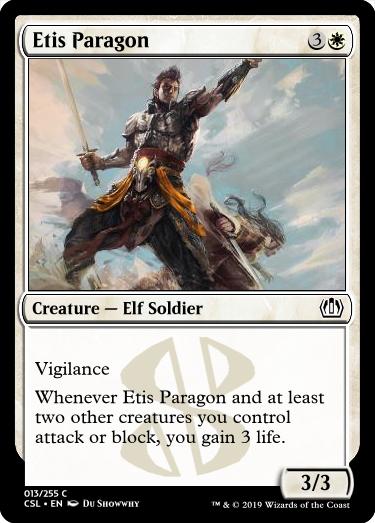 Etis Paragon 3
Creature — Elf Soldier
Vigilance
Whenever Etis Paragon and at least
two other creatures you control
attack or block, you gain 3 life.
3/3
013/255 C
CSL • EN Du Showwhy ™ & © 2019 Wizards of the Coast